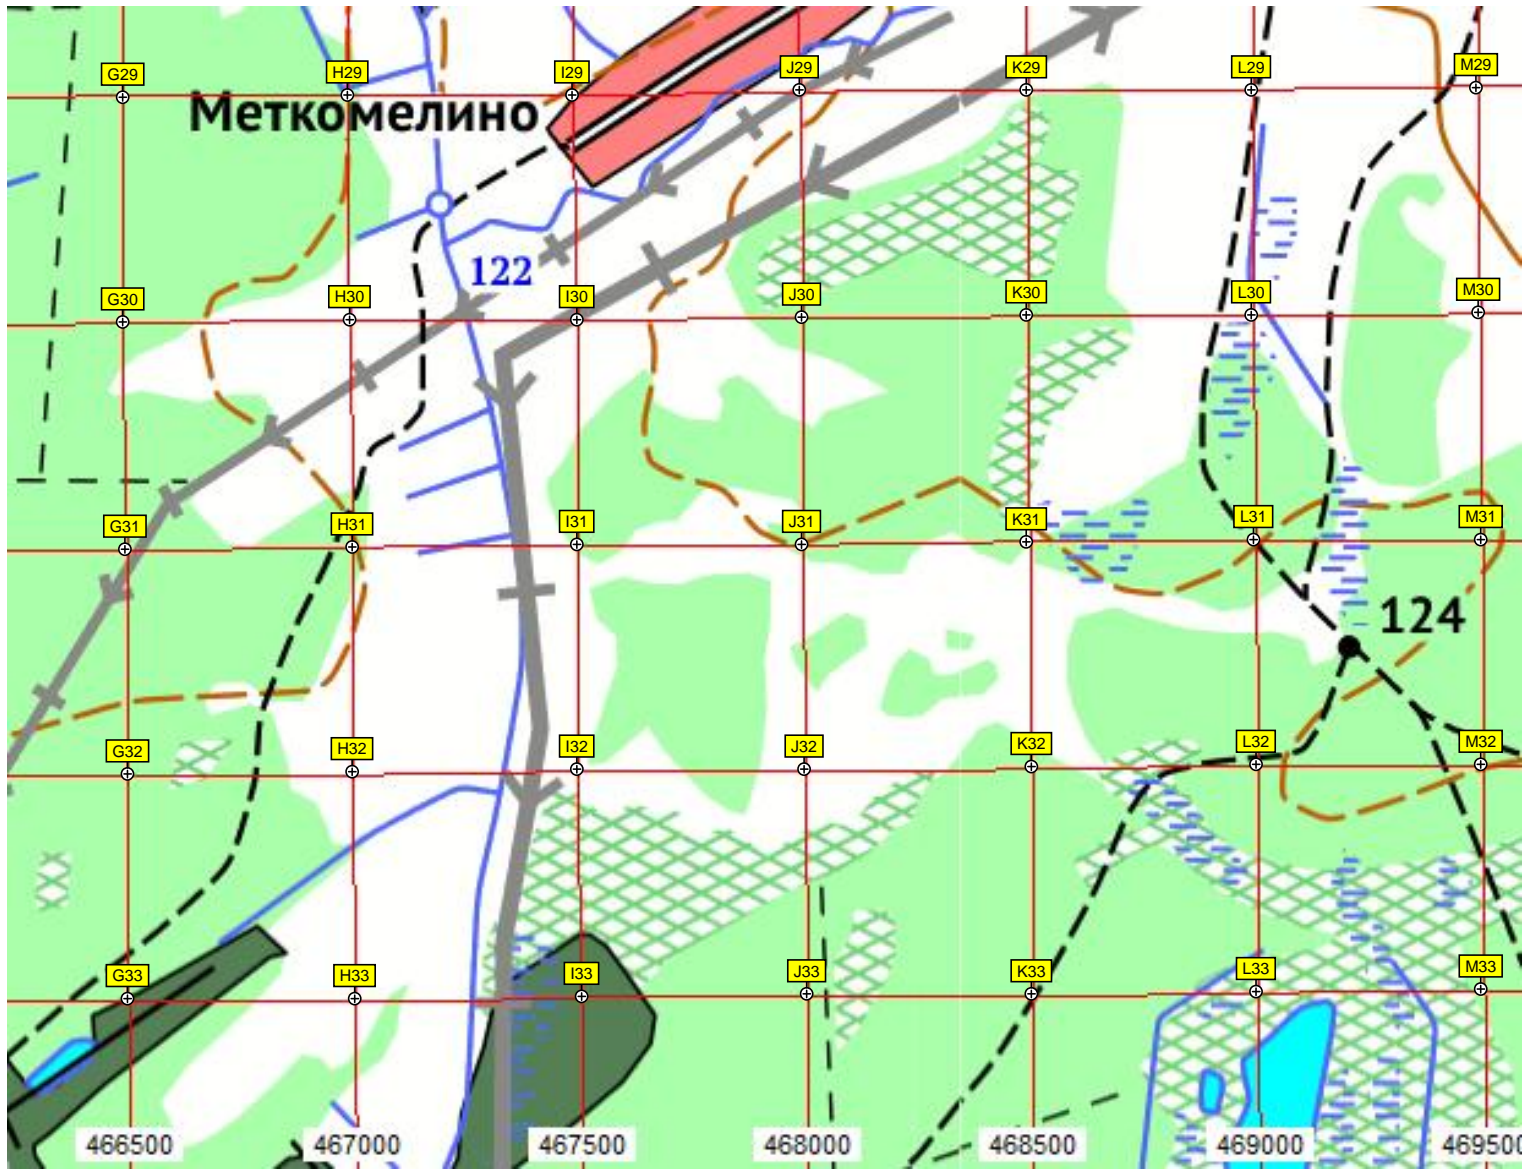 G29 H29 I29 J29 K29 L29 M29
Меткомелино
122
G30 H30 I30 J30 K30 L30 M30
G31 H31 I31 J31 K31 L31 M31
124
G32 H32 I32 J32 K32 L32 M32
G33 H33 I33 J33 K33 L33 M33
466500 467000 467500 468000 468500 469000 469500